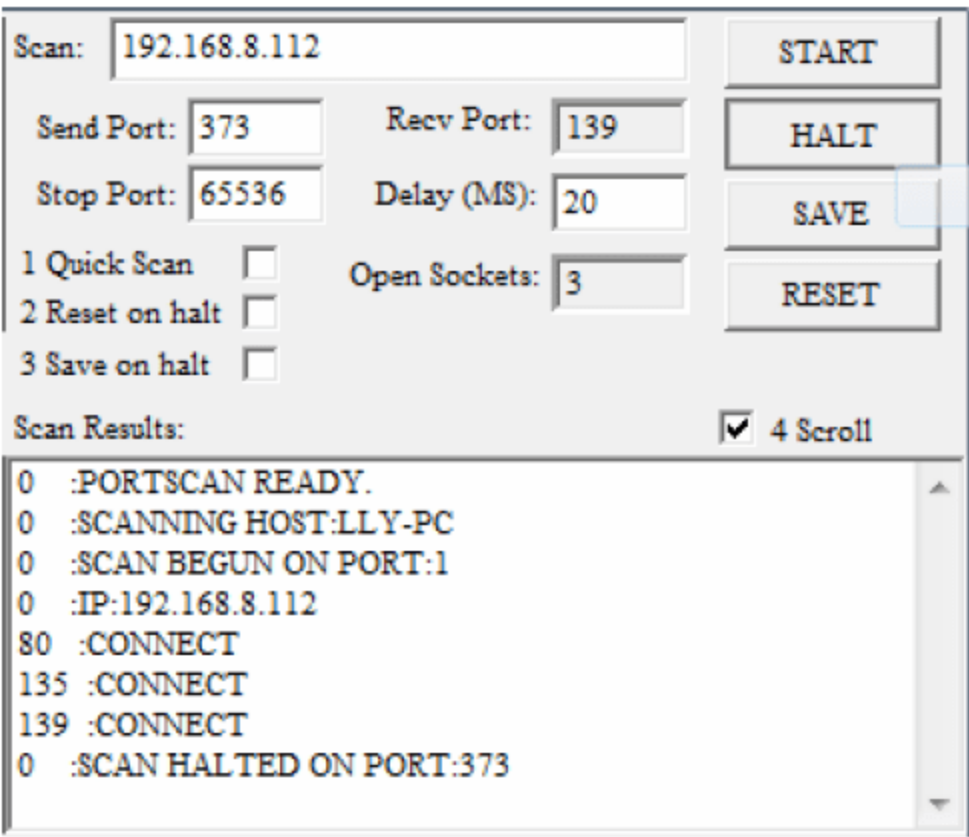 Scan: 192.168.8.112 START
Send Port: 373 Recv Port: 139 HALT
Stop Port: 65536 Delay (MS): 20 SAVE
1 Quick Scan Open Sockets: 3 RESET
2 Reset on halt
3 Save on halt
Scan Results: 4 Scroll
0 :PORTSCAN READY.
0 :SCANNING HOST:LLY-PC
0 :SCAN BEGUN ON PORT:1
0 :IP:192.168.8.112
80 :CONNECT
135 :CONNECT
139 :CONNECT
0 :SCAN HALTED ON PORT:373